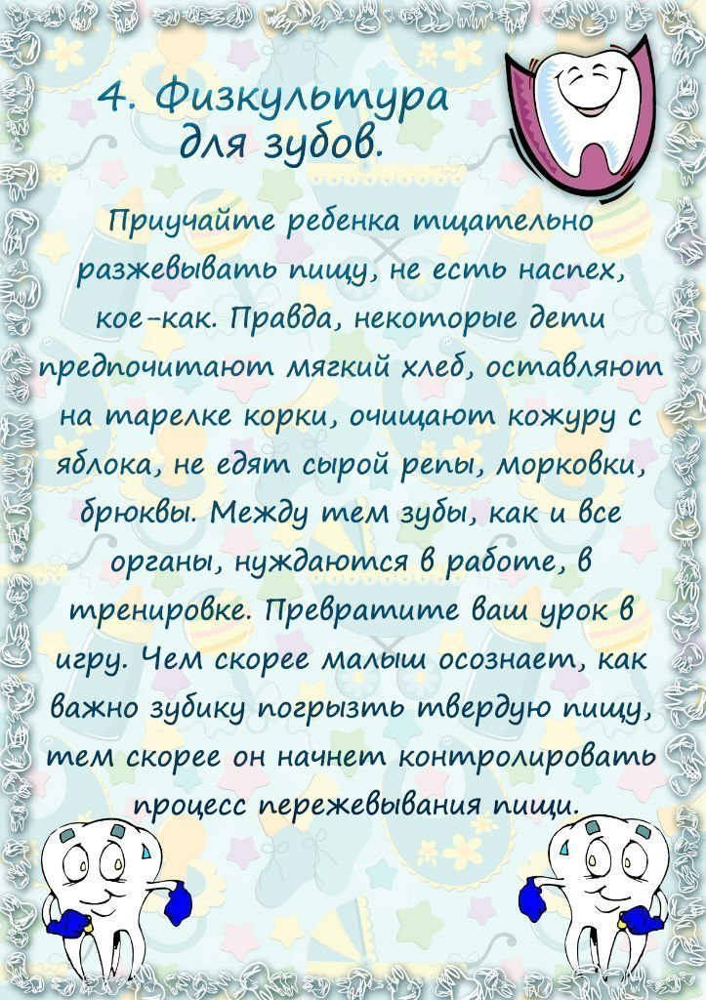 4. Физкультура
для зубов.
Приучайте ребенка тщательно
разжевывать пищу, не есть наспех,
кое-как. Правда, некоторые дети
предпочитают мягкий хлеб, оставляют
на тарелке корки, очищают кожуру с
яблока, не едят сырой репы, морковки,
брюквы. Между тем зубы, как и все
органы, нуждаются в работе, в
тренировке. Превратите ваш урок в
игру. Чем скорее малыш осознает, как
важно зубику погрызть твердую пищу,
тем скорее он начнет контролировать
процесс пережевывания пищи.